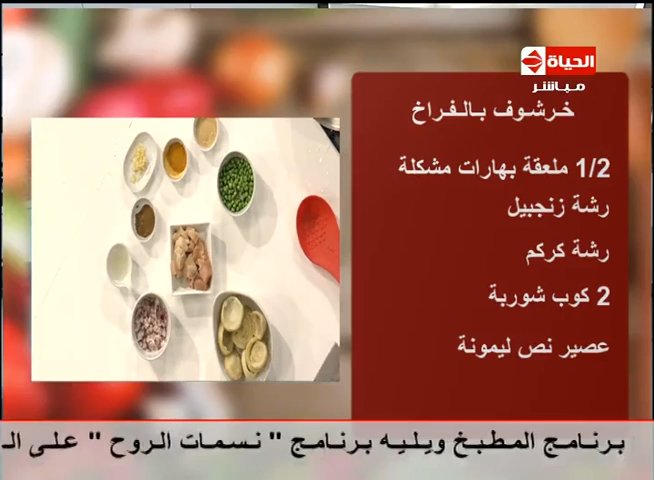 الحياة
مباشر
خرشوف بالفراخ
1/2 ملعقة بهارات مشكلة
رشة زنجبيل
رشة كركم
2 كوب شوربة
عصير نص ليمونة
برنامج المطبخ ويليه برنامج " نسمات الروح " على الـ